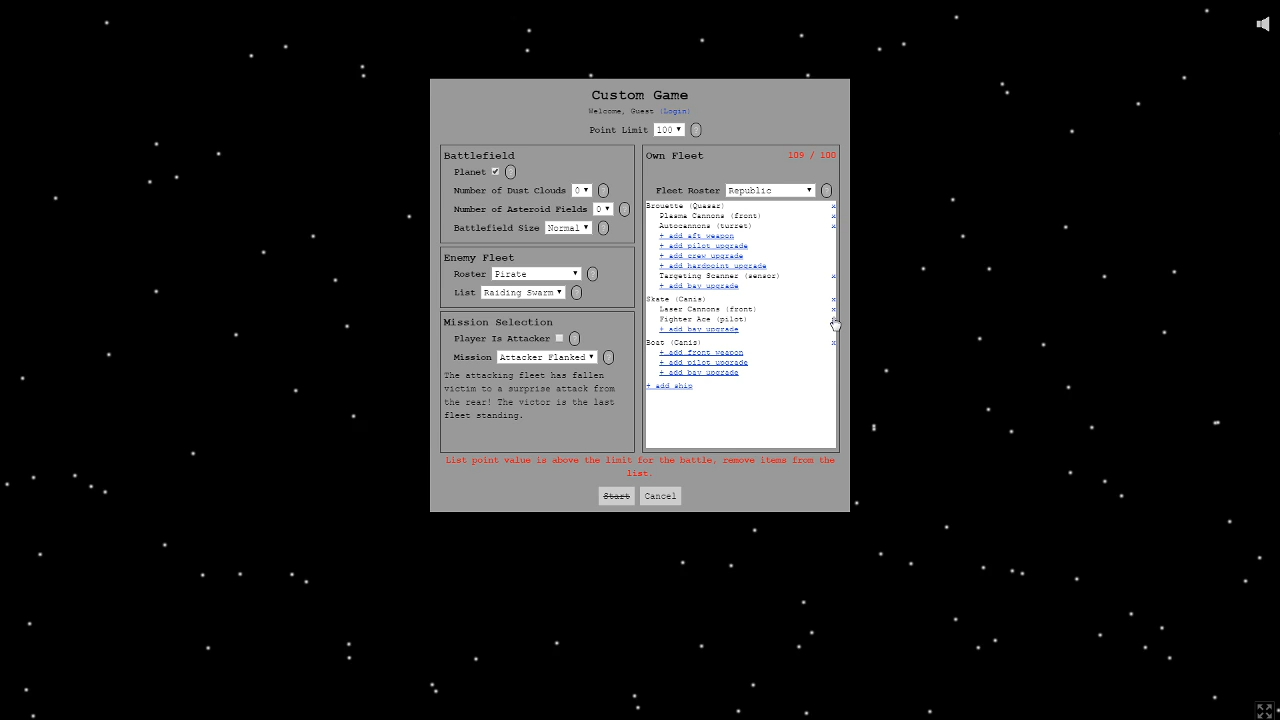 Custom Game
Welcome, Guest (Login)
Point Limit 100
Battlefield
Planet
Number of Dust Clouds 0
Number of Asteroid Fields 0
Battlefield Size Normal
Enemy Fleet
Roster Pirate
List Raiding Swarm
Mission Selection
Player Is Attacker
Mission Attacker Flanked
The attacking fleet has fallen
victim to a surprise attack from
the rear! The victor is the last
fleet standing.
Own Fleet 109 / 100
Fleet Roster Republic
Brouette (Quasar) x
Plasma Cannons (front) x
Autocannons (turret) x
+ add aft weapon
+ add pilot upgrade
+ add crew upgrade
+ add hardpoint upgrade
Targeting Scanner (sensor) x
+ add bay upgrade
Skate (Canis) x
Laser Cannons (front) x
Fighter Ace (pilot)
+ add bay upgrade
Boat (Canis) x
+ add front weapon
+ add pilot upgrade
+ add bay upgrade
+ add ship
List point value is above the limit for the battle, remove items from the
list.
Start Cancel